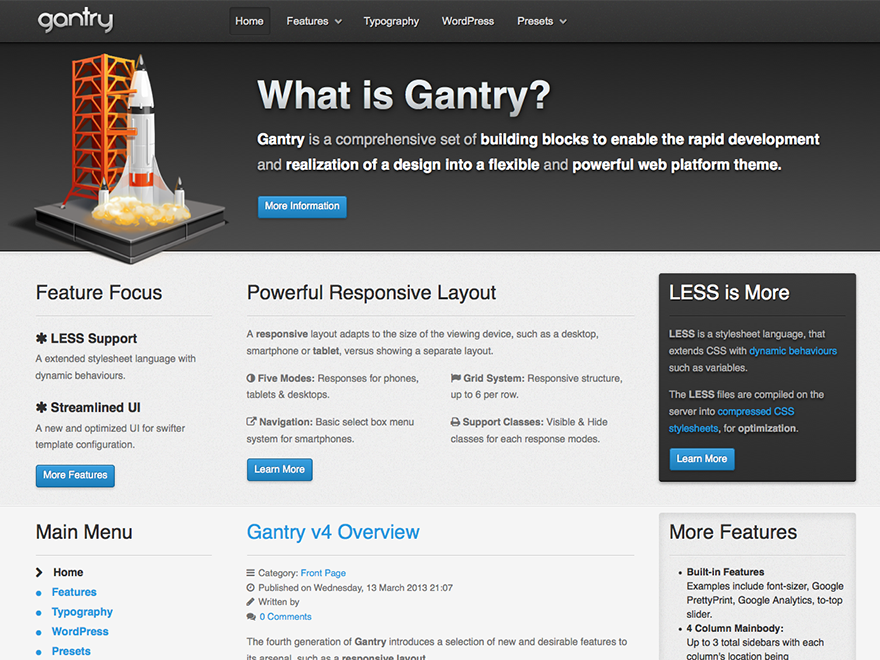 gantry
Home
Features
Typography
WordPress
Presets
What is Gantry?
Gantry is a comprehensive set of building blocks to enable the rapid development
and realization of a design into a flexible and powerful web platform theme.
More Information
Feature Focus
LESS Support
A extended stylesheet language with
dynamic behaviours.
Streamlined UI
A new and optimized UI for swifter
template configuration.
More Features
Powerful Responsive Layout
A responsive layout adapts to the size of the viewing device, such as a desktop,
smartphone or tablet, versus showing a separate layout.
Five Modes: Responses for phones,
tablets & desktops.
Grid System: Responsive structure,
up to 6 per row.
Navigation: Basic select box menu
system for smartphones.
Support Classes: Visible & Hide
classes for each response modes.
Learn More
LESS is More
LESS is a stylesheet language, that
extends CSS with dynamic behaviours
such as variables.
The LESS files are compiled on the
server into compressed CSS
stylesheets, for optimization.
Learn More
Main Menu
Home
Features
Typography
WordPress
Presets
Gantry v4 Overview
Category: Front Page
Published on Wednesday, 13 March 2013 21:07
Written by
0 Comments
The fourth generation of Gantry introduces a selection of new and desirable features to
its arsenal, such as a responsive layout
More Features
• Built-in Features
Examples include font-sizer, Google
PrettyPrint, Google Analytics, to-top
slider.
• 4 Column Mainbody:
Up to 3 total sidebars with each
column's location being